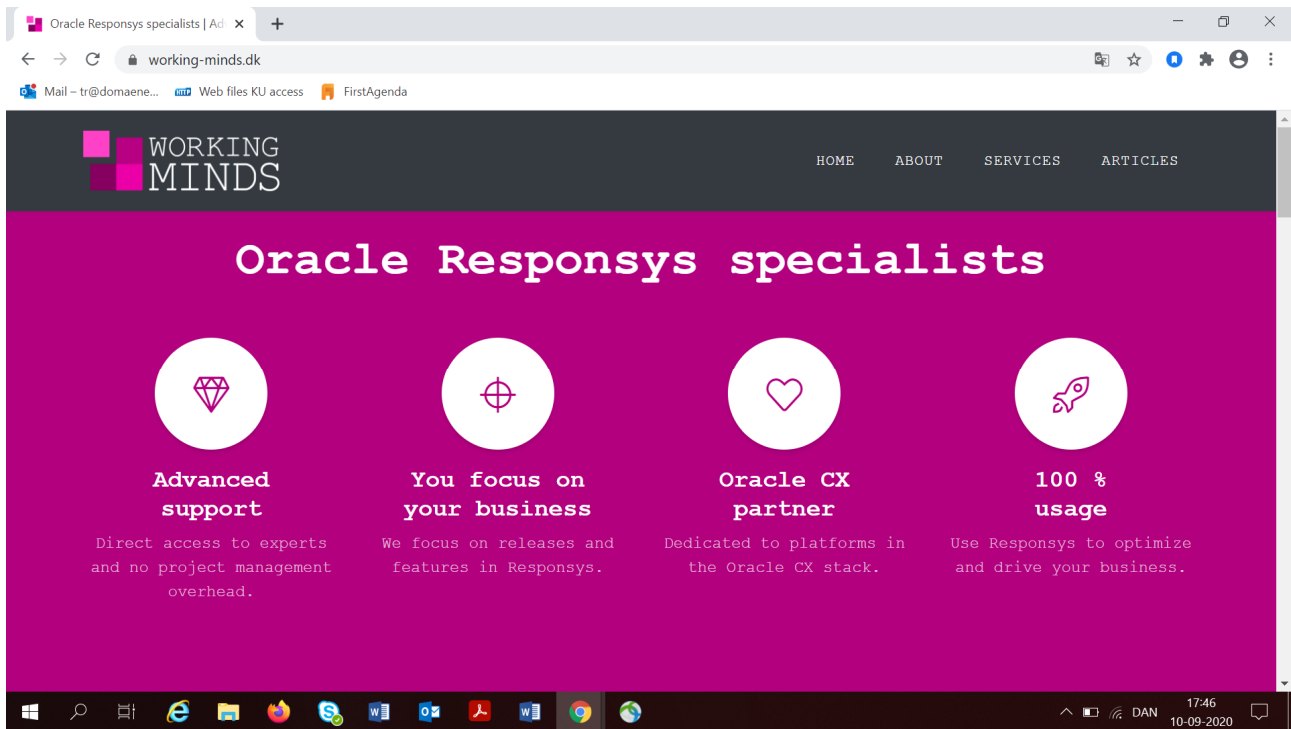 Oracle Responsys specialists | Ad
working-minds.dk
Mail – tr@domaene...
Web files KU access
FirstAgenda
WORKING
MINDS
HOME
ABOUT
SERVICES
ARTICLES
Oracle Responsys specialists
Advanced
support
Direct access to experts
and no project management
overhead.
You focus on
your business
We focus on releases and
features in Responsys.
Oracle CX
partner
Dedicated to platforms in
the Oracle CX stack.
100 %
usage
Use Responsys to optimize
and drive your business.
DAN
17:46
10-09-2020